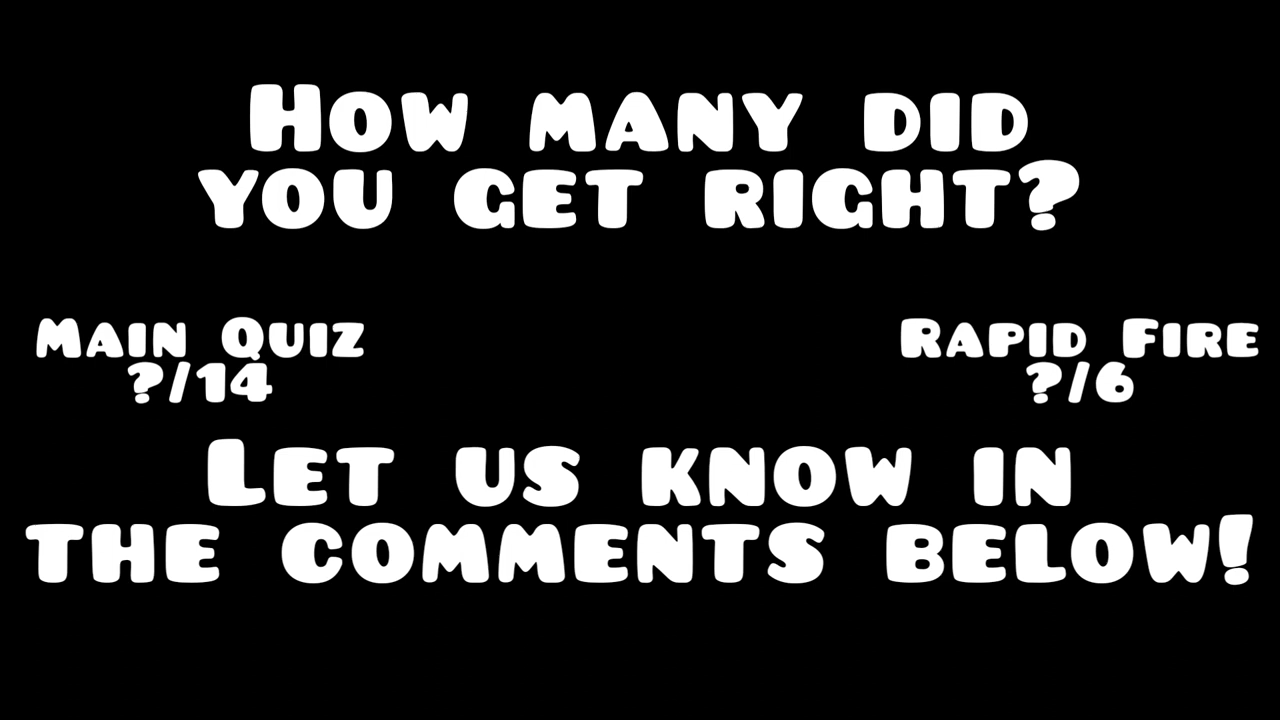 How many did
you get right?
Main Quiz
?/14
Rapid Fire
?/6
Let us know in
the comments below!